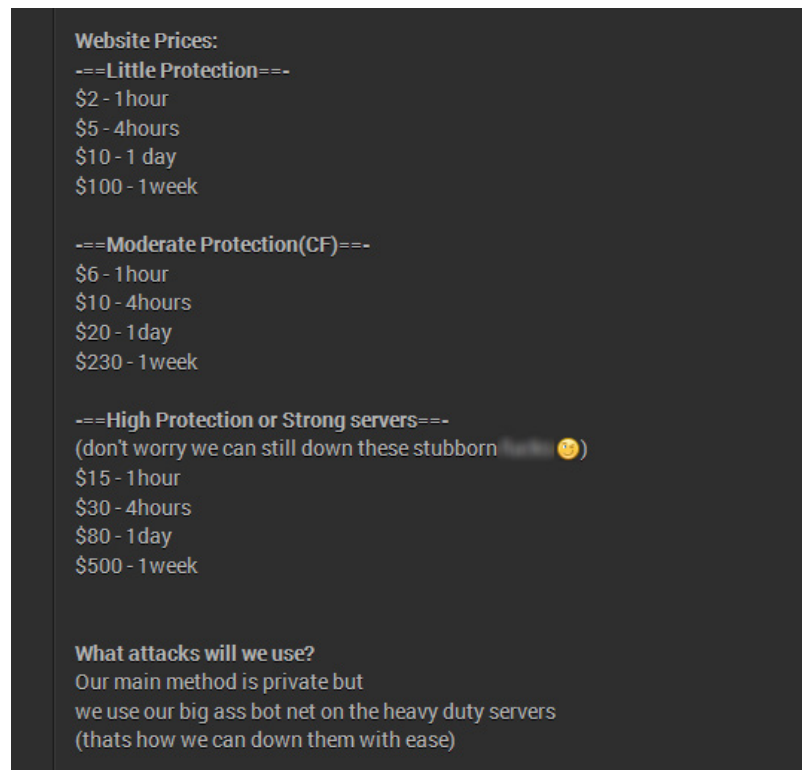 Website Prices:
-==Little Protection==-
$2 - 1hour
$5 - 4hours
$10 - 1 day
$100 - 1week
-==Moderate Protection(CF)==-
$6 - 1hour
$10 - 4hours
$20 - 1day
$230 - 1week
-==High Protection or Strong servers==-
(don't worry we can still down these stubborn 😉)
$15 - 1hour
$30 - 4hours
$80 - 1day
$500 - 1week
What attacks will we use?
Our main method is private but
we use our big ass bot net on the heavy duty servers
(thats how we can down them with ease)